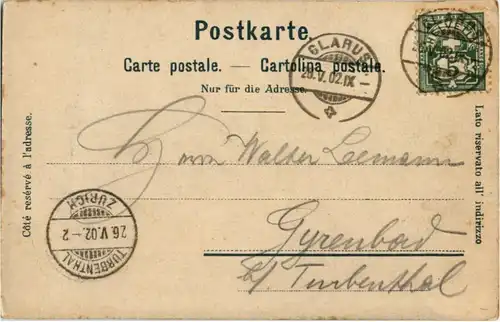 Postkarte.
Carte postale. — Cartolina postale.
Nur für die Adresse.
Côté reservé à l'adresse.
Lato riservato all' indirizzo
GLARUS
26.V.02.IX–
Herrn Walter
Gyrenbad
b/ Turbenthal
TURBENTHAL
26.V.02–2
ZÜRICH